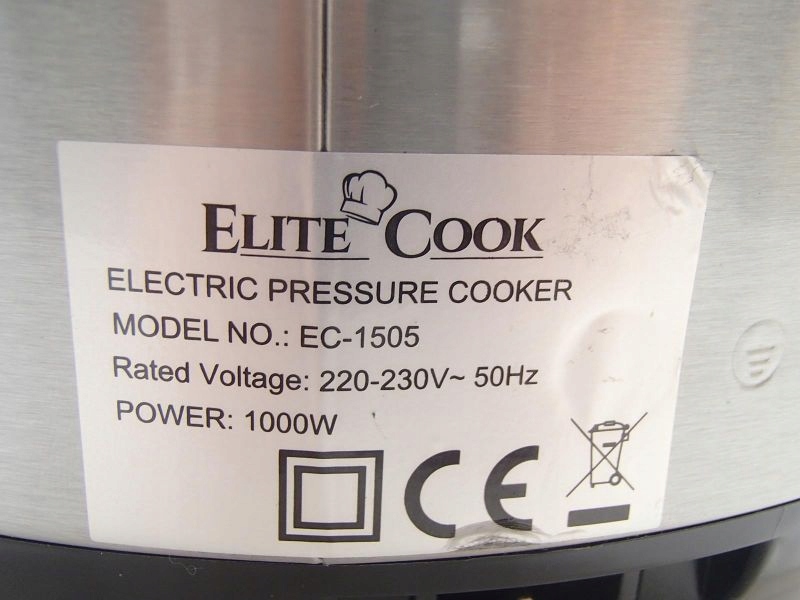 ELITE COOK
ELECTRIC PRESSURE COOKER
MODEL NO.: EC-1505
Rated Voltage: 220-230V~ 50Hz
POWER: 1000W
CE